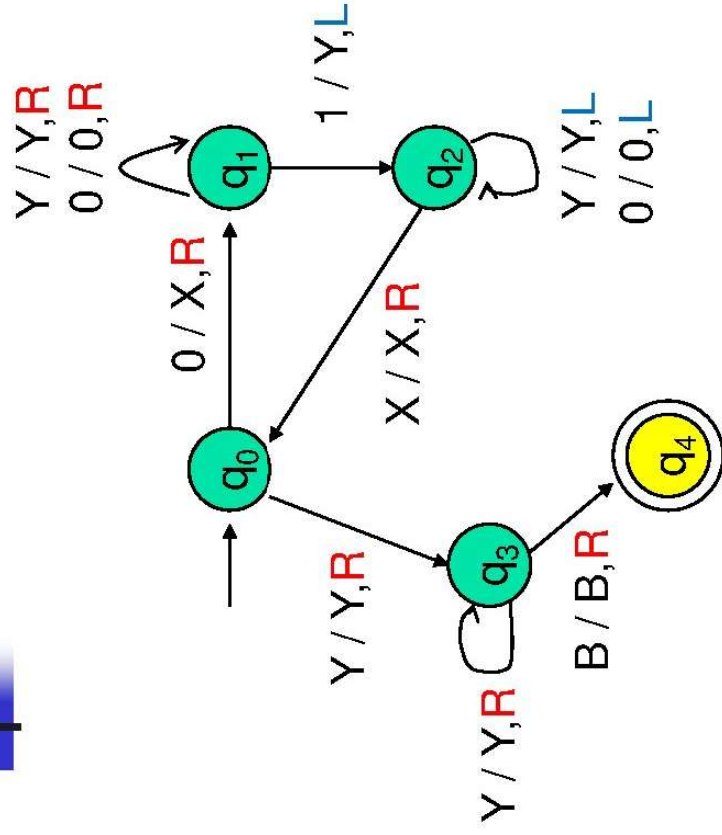 Y / Y,R
0 / 0,R
0 / X,R
q0
q1
1 / Y,L
Y / Y,R
X / X,R
q2
Y / Y,R
q3
Y / Y,L
0 / 0,L
B / B,R
q4